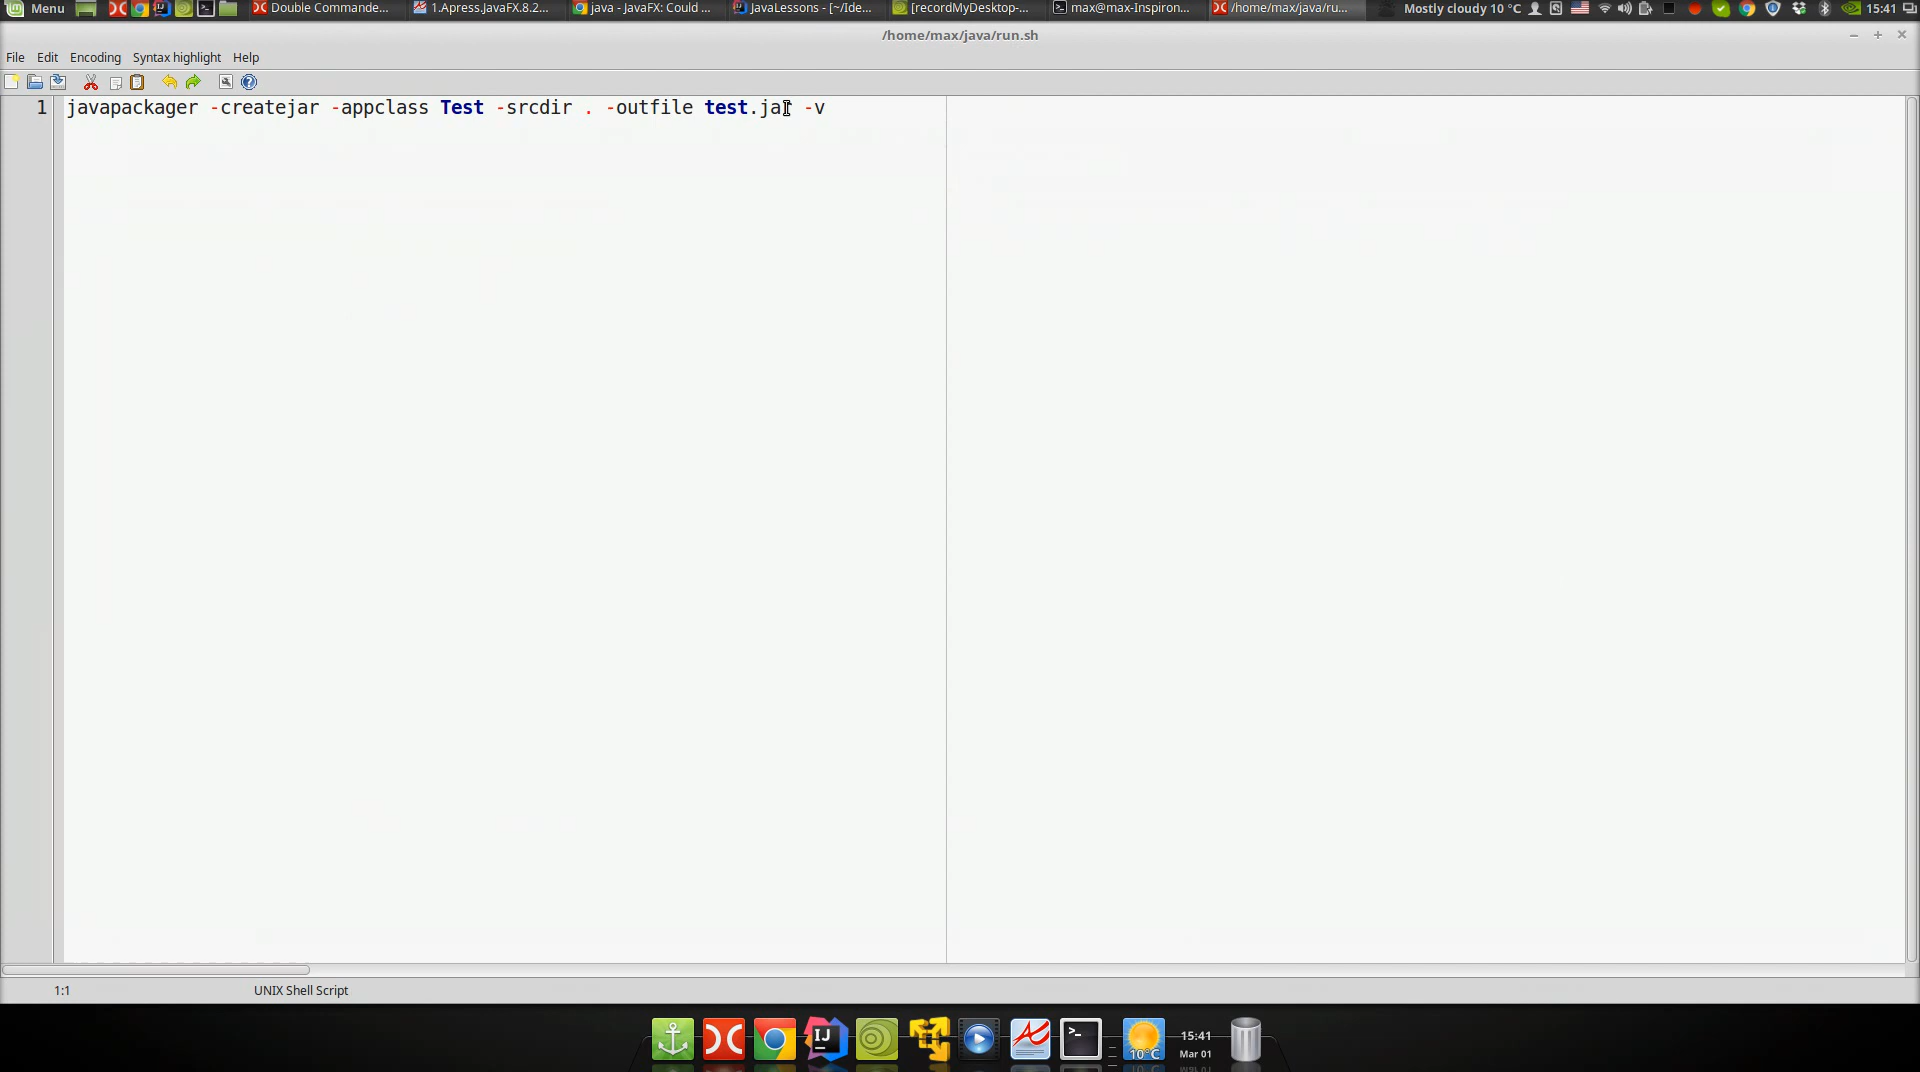 Menu
Double Commande...
1.Apress.JavaFX.8.2...
java - JavaFX: Could ...
JavaLessons - [~/Ide...
[recordMyDesktop-...
max@max-Inspiron...
/home/max/java/ru...
Mostly cloudy 10 °C
15:41
/home/max/java/run.sh
File Edit Encoding Syntax highlight Help
1 javapackager -createjar -appclass Test -srcdir . -outfile test.jar -v
1:1 UNIX Shell Script
IJ
10°C
15:41
Mar 01